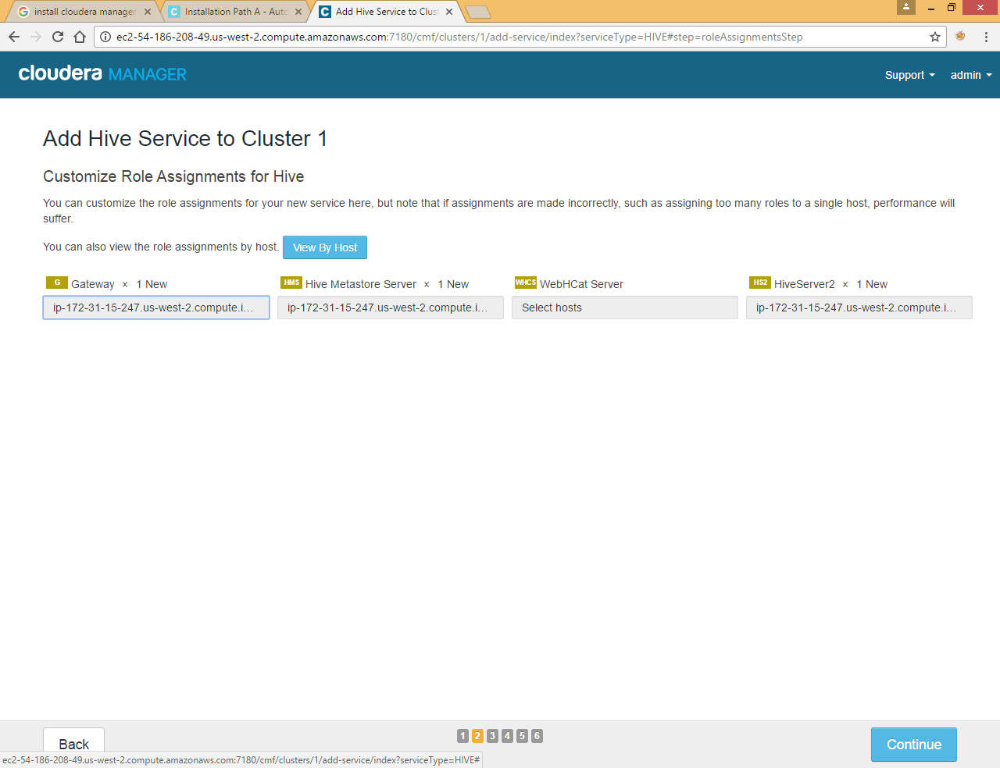 install cloudera manager
Installation Path A - Auto
Add Hive Service to Clust
ec2-54-186-208-49.us-west-2.compute.amazonaws.com:7180/cmf/clusters/1/add-service/index?serviceType=HIVE#step=roleAssignmentsStep
cloudera MANAGER
Support
admin
Add Hive Service to Cluster 1
Customize Role Assignments for Hive
You can customize the role assignments for your new service here, but note that if assignments are made incorrectly, such as assigning too many roles to a single host, performance will
suffer.
You can also view the role assignments by host. View By Host
G Gateway × 1 New
HMS Hive Metastore Server × 1 New
WHCS WebHCat Server
HS2 HiveServer2 × 1 New
ip-172-31-15-247.us-west-2.compute.i...
ip-172-31-15-247.us-west-2.compute.i...
Select hosts
ip-172-31-15-247.us-west-2.compute.i...
Back
1 2 3 4 5 6
Continue
ec2-54-186-208-49.us-west-2.compute.amazonaws.com:7180/cmf/clusters/1/add-service/index?serviceType=HIVE#